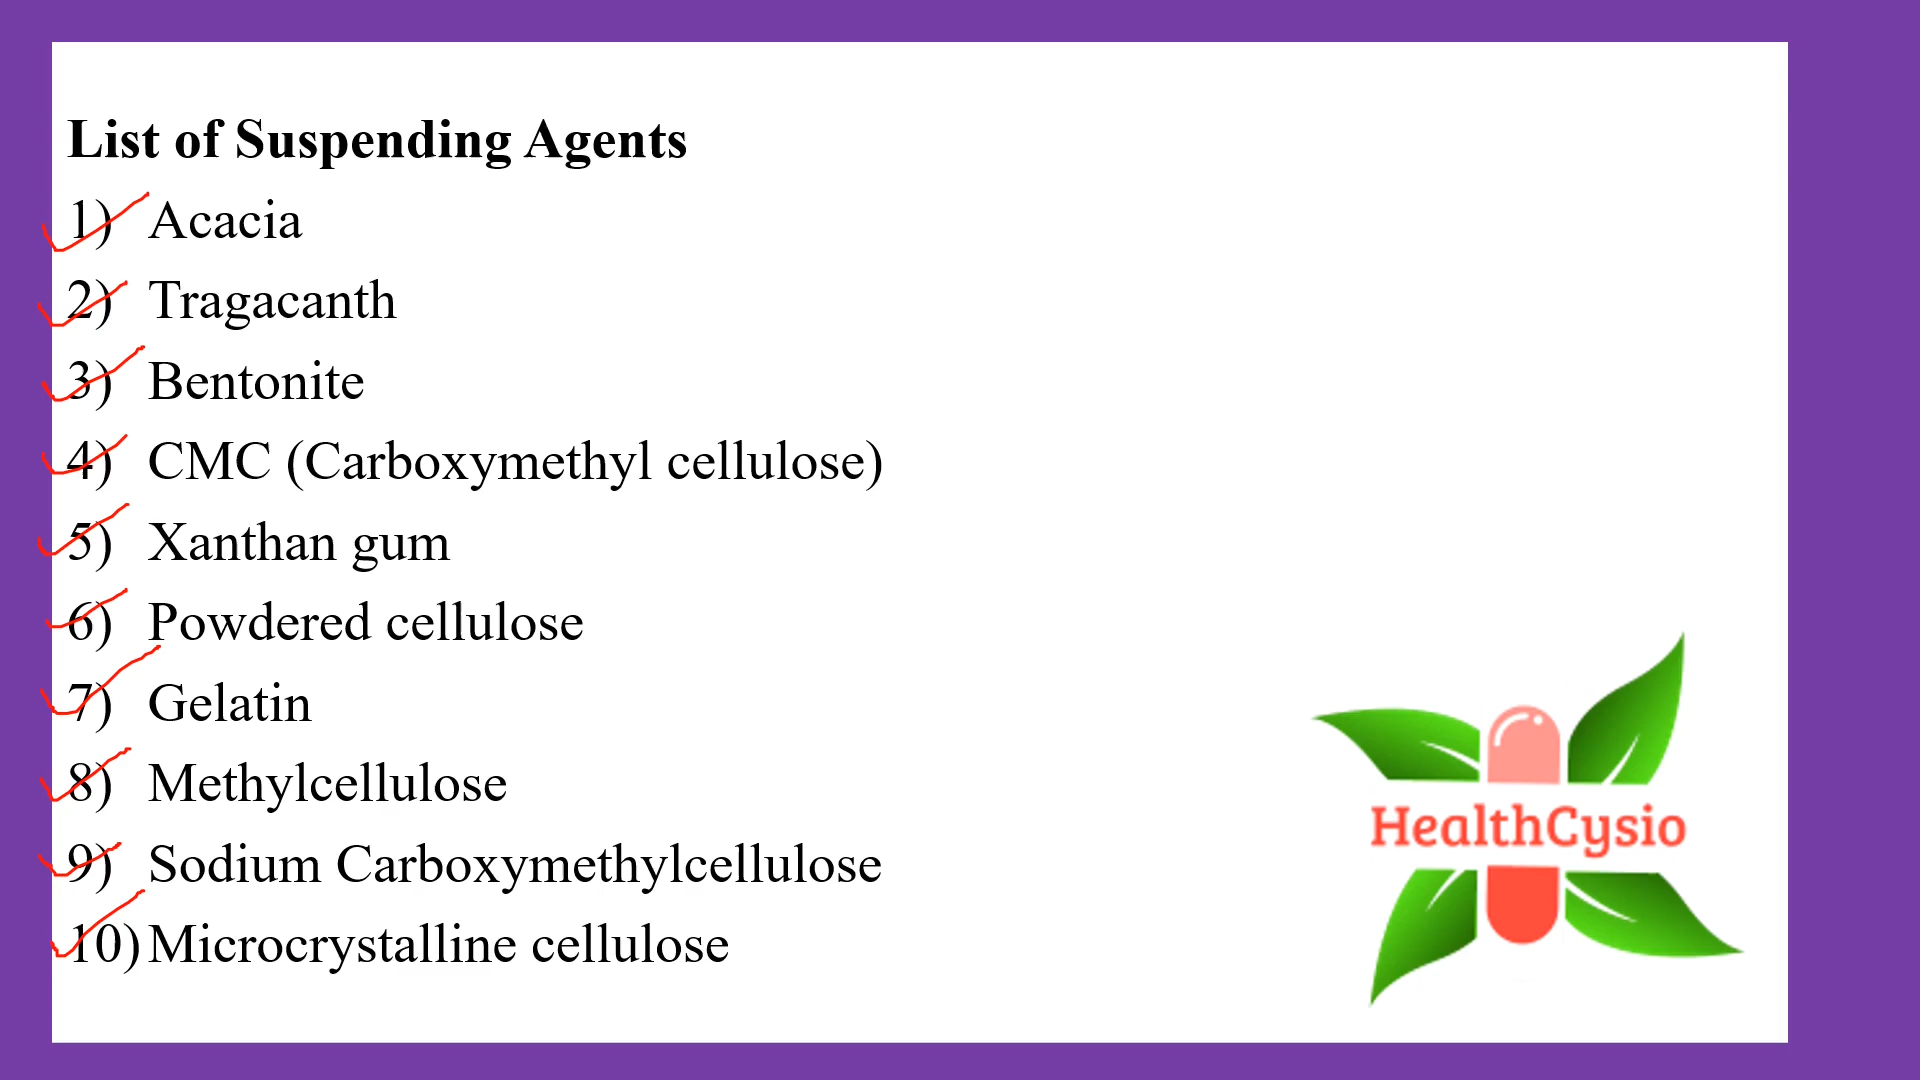 List of Suspending Agents
1) Acacia
2) Tragacanth
3) Bentonite
4) CMC (Carboxymethyl cellulose)
5) Xanthan gum
6) Powdered cellulose
7) Gelatin
8) Methylcellulose
9) Sodium Carboxymethylcellulose
10) Microcrystalline cellulose
HealthCysio